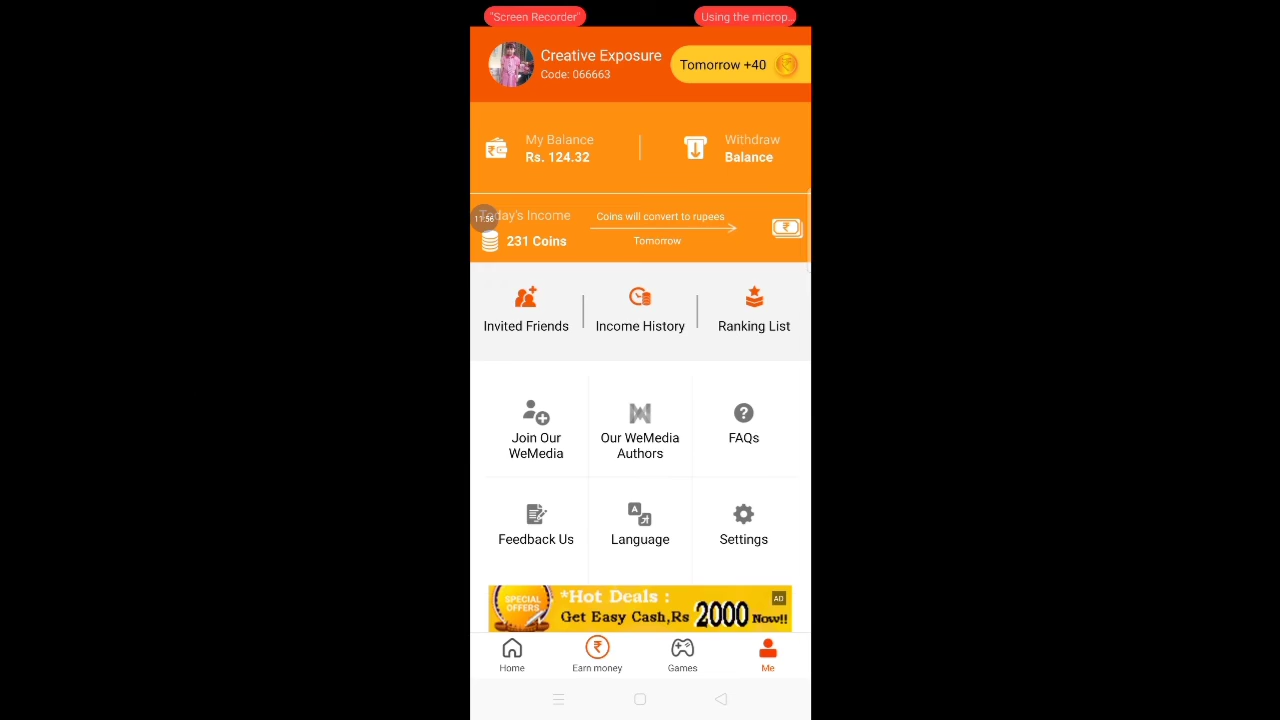 "Screen Recorder"
Using the microp..
Creative Exposure
Code: 066663
Tomorrow +40
My Balance
Rs. 124.32
Withdraw
Balance
11:56
Today's Income
231 Coins
Coins will convert to rupees
Tomorrow
Invited Friends
Income History
Ranking List
Join Our
WeMedia
Our WeMedia
Authors
FAQs
Feedback Us
Language
Settings
SPECIAL
OFFERS
*Hot Deals :
Get Easy Cash,Rs 2000 Now!!
AD
Home
Earn money
Games
Me